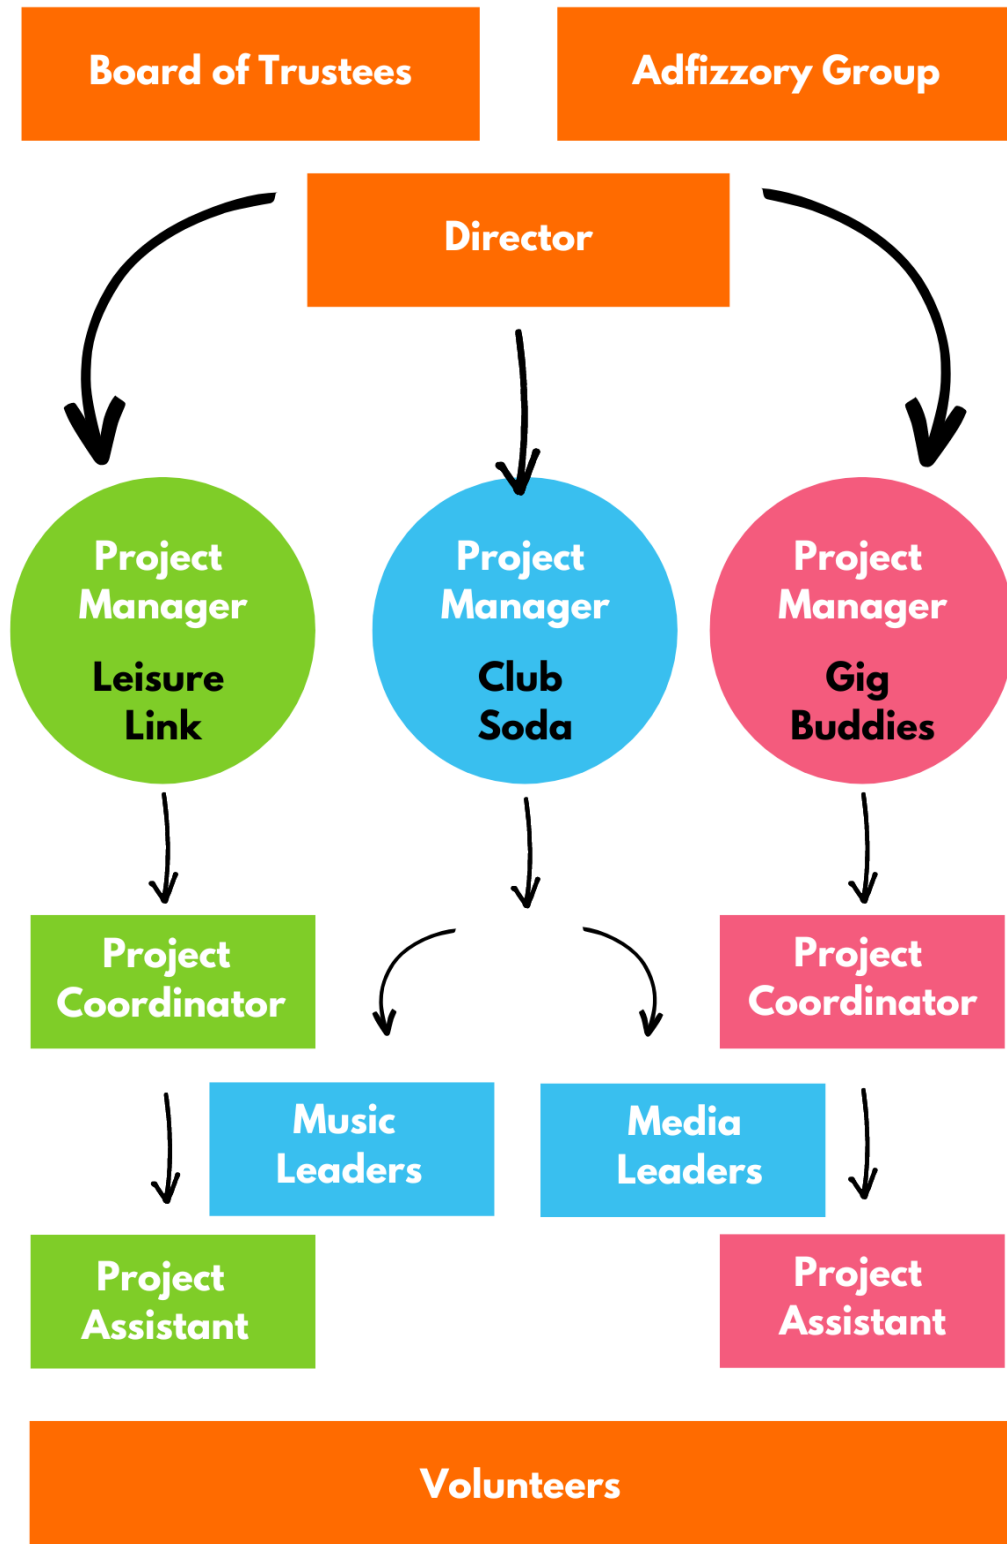 Board of Trustees
Adfizzory Group
Director
Project
Manager
Leisure
Link
Project
Manager
Club
Soda
Project
Manager
Gig
Buddies
Project
Coordinator
Project
Coordinator
Music
Leaders
Media
Leaders
Project
Assistant
Project
Assistant
Volunteers